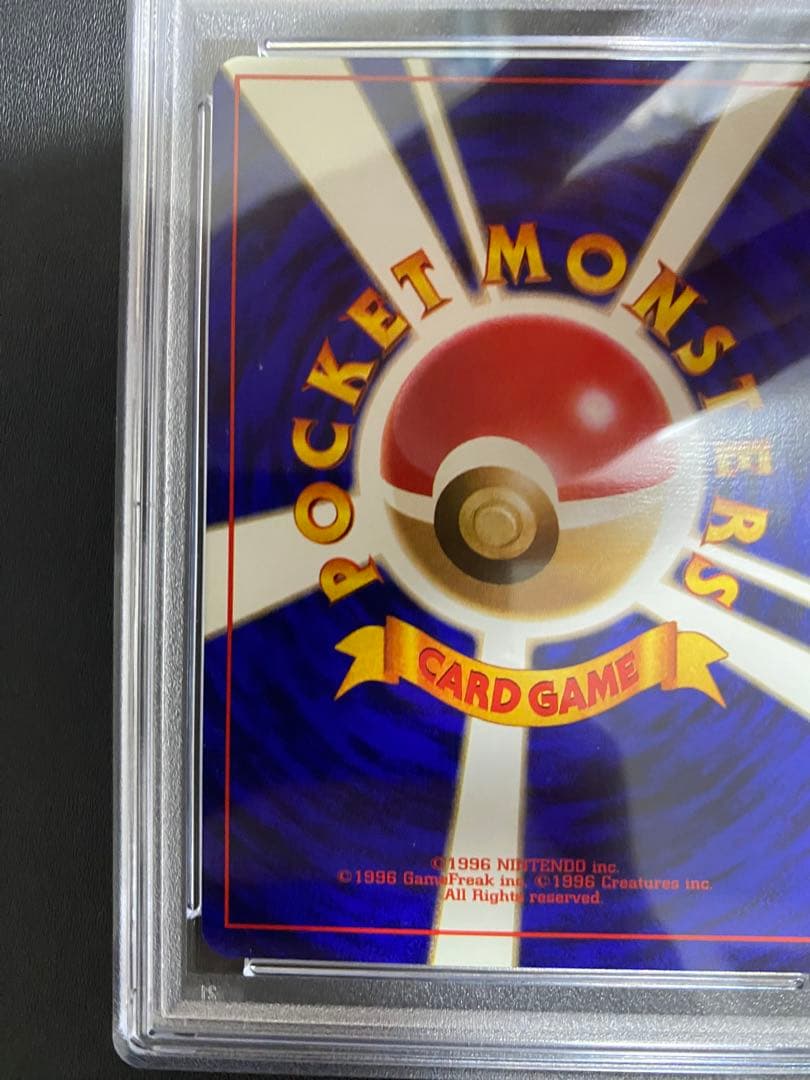 POCKET MONSTERS
CARD GAME
©1996 NINTENDO inc.
©1996 GameFreak inc. ©1996 Creatures inc.
All Rights reserved.